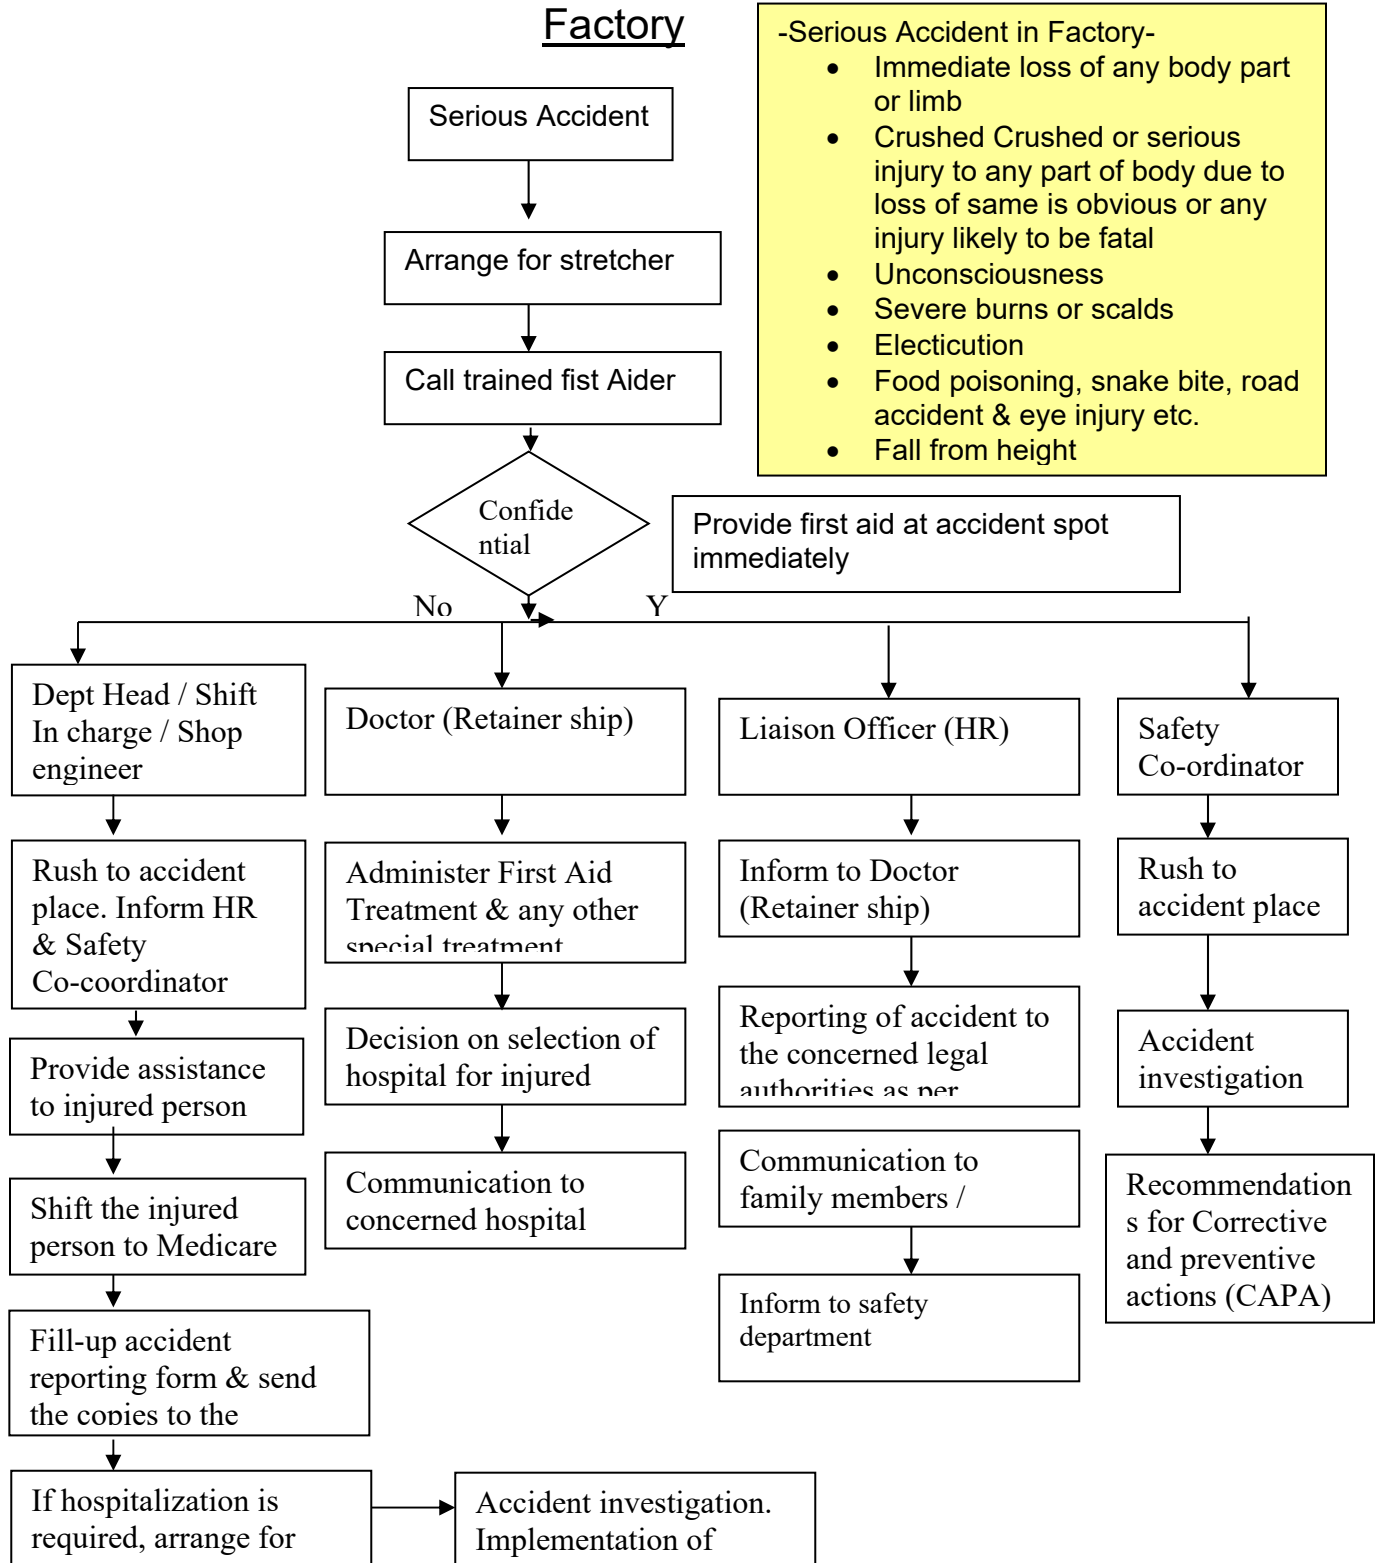 Factory
-Serious Accident in Factory-
• Immediate loss of any body part
or limb
• Crushed Crushed or serious
injury to any part of body due to
loss of same is obvious or any
injury likely to be fatal
• Unconsciousness
• Severe burns or scalds
• Electicution
• Food poisoning, snake bite, road
accident & eye injury etc.
• Fall from height
Serious Accident
Arrange for stretcher
Call trained fist Aider
Confide
ntial
Provide first aid at accident spot
immediately
No
Y
Dept Head / Shift
In charge / Shop
engineer
Rush to accident
place. Inform HR
& Safety
Co-coordinator
Provide assistance
to injured person
Shift the injured
person to Medicare
Fill-up accident
reporting form & send
the copies to the
If hospitalization is
required, arrange for
Accident investigation.
Implementation of
Doctor (Retainer ship)
Administer First Aid
Treatment & any other
special treatment
Decision on selection of
hospital for injured
Communication to
concerned hospital
Liaison Officer (HR)
Inform to Doctor
(Retainer ship)
Reporting of accident to
the concerned legal
authorities as per
Communication to
family members /
Inform to safety
department
Safety
Co-ordinator
Rush to
accident place
Accident
investigation
Recommendation
s for Corrective
and preventive
actions (CAPA)